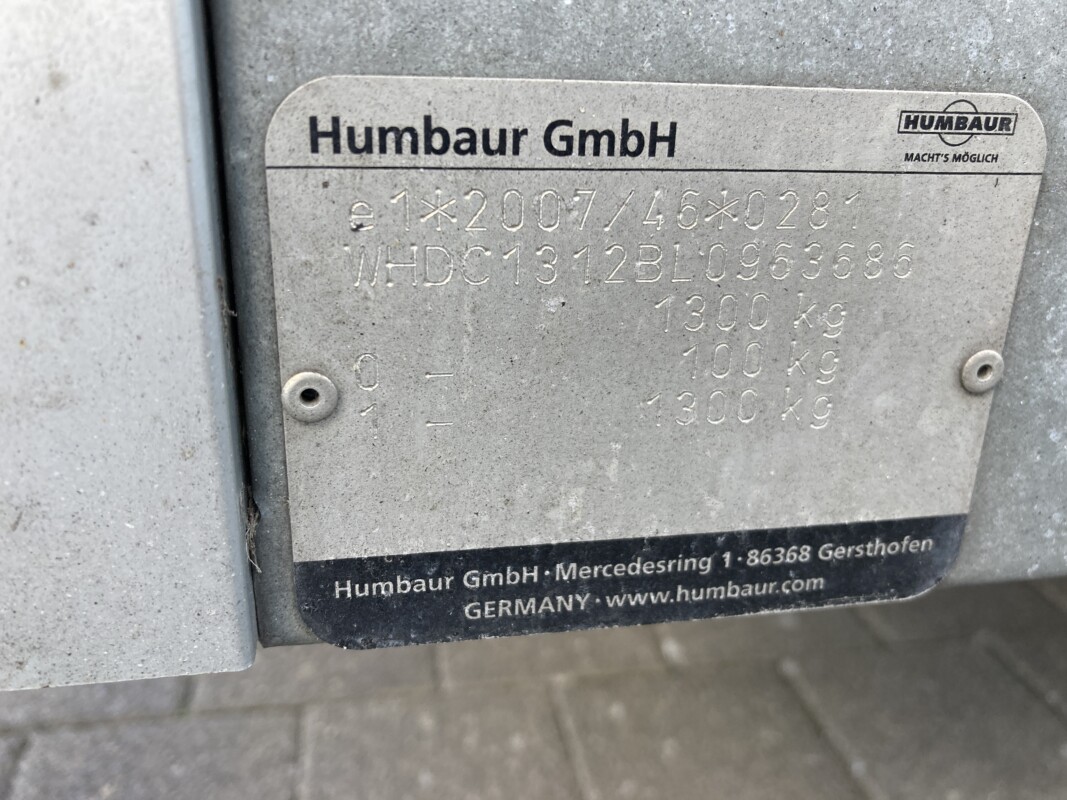 Humbaur GmbH
HUMBAUR
MACHT'S MÖGLICH
e1*2007/46*0281
WHDC1312BL0963686
1300 kg
0 - 100 kg
1 - 1300 kg
Humbaur GmbH · Mercedesring 1 · 86368 Gersthofen
GERMANY · www.humbaur.com